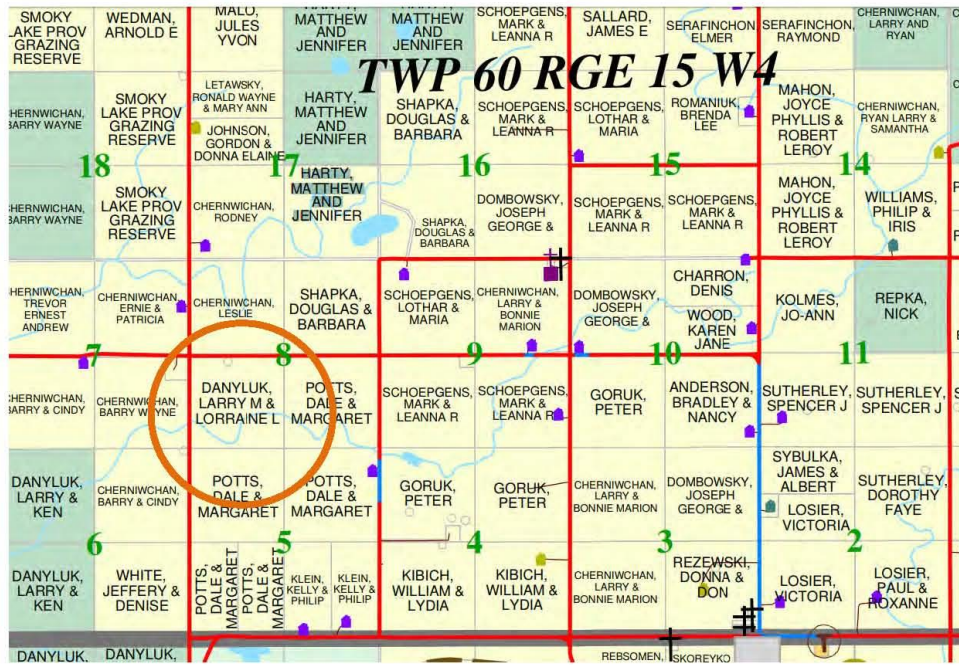 SMOKY
LAKE PROV
GRAZING
RESERVE
WEDMAN,
ARNOLD E
MALO,
JULES
YVON
HARTY,
MATTHEW
AND
JENNIFER
MATTHEW
AND
JENNIFER
SCHOEPGENS,
MARK &
LEANNA R
SALLARD,
JAMES E
SERAFINCHON,
ELMER
SERAFINCHON,
RAYMOND
CHERNIWCHAN,
LARRY AND
RYAN
TWP 60 RGE 15 W4
CHERNIWCHAN,
BARRY WAYNE
SMOKY
LAKE PROV
GRAZING
RESERVE
LETAWSKY,
RONALD WAYNE
& MARY ANN
JOHNSON,
GORDON &
DONNA ELAINE
HARTY,
MATTHEW
AND
JENNIFER
SHAPKA,
DOUGLAS &
BARBARA
SCHOEPGENS,
MARK &
LEANNA R
SCHOEPGENS,
LOTHAR &
MARIA
ROMANIUK,
BRENDA
LEE
MAHON,
JOYCE
PHYLLIS &
ROBERT
LEROY
CHERNIWCHAN,
RYAN LARRY &
SAMANTHA
18
17
16
15
14
CHERNIWCHAN,
BARRY WAYNE
SMOKY
LAKE PROV
GRAZING
RESERVE
CHERNIWCHAN,
RODNEY
HARTY,
MATTHEW
AND
JENNIFER
SHAPKA,
DOUGLAS &
BARBARA
DOMBOWSKY,
JOSEPH
GEORGE &
SCHOEPGENS,
MARK &
LEANNA R
SCHOEPGENS,
MARK &
LEANNA R
MAHON,
JOYCE
PHYLLIS &
ROBERT
LEROY
WILLIAMS,
PHILIP &
IRIS
CHERNIWCHAN,
TREVOR
ERNEST
ANDREW
CHERNIWCHAN,
ERNIE &
PATRICIA
CHERNIWCHAN,
LESLIE
SHAPKA,
DOUGLAS &
BARBARA
SCHOEPGENS,
LOTHAR &
MARIA
CHERNIWCHAN,
LARRY &
BONNIE
MARION
DOMBOWSKY,
JOSEPH
GEORGE &
CHARRON,
DENIS
WOOD,
KAREN
JANE
KOLMES,
JO-ANN
REPKA,
NICK
7
8
9
10
11
CHERNIWCHAN,
BARRY & CINDY
CHERNIWCHAN,
BARRY WAYNE
DANYLUK,
LARRY M &
LORRAINE L
POTTS,
DALE &
MARGARET
SCHOEPGENS,
MARK &
LEANNA R
SCHOEPGENS,
MARK &
LEANNA R
GORUK,
PETER
ANDERSON,
BRADLEY &
NANCY
SUTHERLEY,
SPENCER J
SUTHERLEY,
SPENCER J
DANYLUK,
LARRY &
KEN
CHERNIWCHAN,
BARRY & CINDY
POTTS,
DALE &
MARGARET
POTTS,
DALE &
MARGARET
GORUK,
PETER
GORUK,
PETER
CHERNIWCHAN,
LARRY &
BONNIE MARION
DOMBOWSKY,
JOSEPH
GEORGE &
SYBULKA,
JAMES &
ALBERT
LOSIER,
VICTORIA
SUTHERLEY,
DOROTHY
FAYE
6
5
4
3
2
DANYLUK,
LARRY &
KEN
WHITE,
JEFFERY &
DENISE
POTTS,
DALE &
MARGARET
POTTS,
DALE &
MARGARET
KLEIN,
KELLY &
PHILIP
KLEIN,
KELLY &
PHILIP
KIBICH,
WILLIAM &
LYDIA
KIBICH,
WILLIAM &
LYDIA
CHERNIWCHAN,
LARRY &
BONNIE MARION
REZEWSKI,
DONNA &
DON
LOSIER,
VICTORIA
LOSIER,
PAUL &
ROXANNE
T
DANYLUK,
DANYLUK,
REBSOMEN,
SKOREYKO